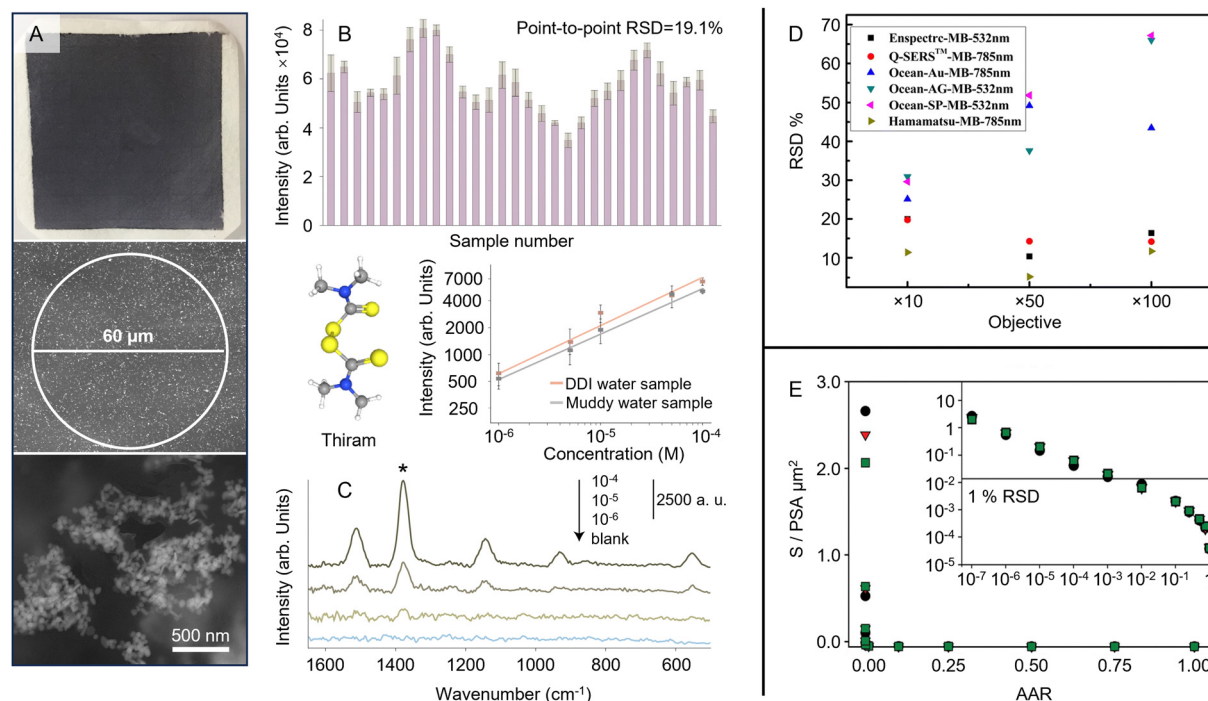 A
60 µm
500 nm
B
Point-to-point RSD=19.1%
Intensity (arb. Units ×10⁴)
8
6
4
2
0
Sample number
Thiram
Intensity (arb. Units)
7000
4000
2000
1000
500
250
DDI water sample
Muddy water sample
10⁻⁶
10⁻⁵
10⁻⁴
Concentration (M)
C
*
10⁻⁴
10⁻⁵
10⁻⁶
blank
2500 a. u.
Intensity (arb. Units)
1600
1400
1200
1000
800
600
Wavenumber (cm⁻¹)
D
Enspectrc-MB-532nm
Q-SERS™-MB-785nm
Ocean-Au-MB-785nm
Ocean-AG-MB-532nm
Ocean-SP-MB-532nm
Hamamatsu-MB-785nm
RSD %
70
60
50
40
30
20
10
×10
×50
×100
Objective
E
S / PSA µm²
3.0
2.0
1.0
0.0
0.00
0.25
0.50
0.75
1.00
AAR
10
1
10⁻¹
10⁻²
10⁻³
10⁻⁴
10⁻⁵
1 % RSD
10⁻⁷
10⁻⁶
10⁻⁵
10⁻⁴
10⁻³
10⁻²
10⁻¹
1